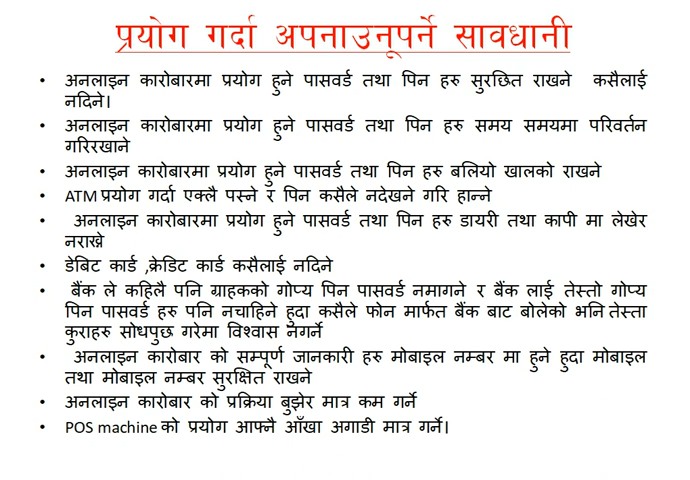 प्रयोग गर्दा अपनाउनूपर्ने सावधानी
• अनलाइन कारोबारमा प्रयोग हुने पासवर्ड तथा पिन हरु सुरछित राखने कसैलाई
नदिने।
• अनलाइन कारोबारमा प्रयोग हुने पासवर्ड तथा पिन हरु समय समयमा परिवर्तन
गरिरखाने
• अनलाइन कारोबारमा प्रयोग हुने पासवर्ड तथा पिन हरु बलियो खालको राखने
• ATM प्रयोग गर्दा एक्लै पस्ने र पिन कसैले नदेखने गरि हान्ने
• अनलाइन कारोबारमा प्रयोग हुने पासवर्ड तथा पिन हरु डायरी तथा कापी मा लेखेर
नराख्ने
• डेबिट कार्ड ,क्रेडिट कार्ड कसैलाई नदिने
• बैंक ले कहिलै पनि ग्राहकको गोप्य पिन पासवर्ड नमागने र बैंक लाई तेस्तो गोप्य
पिन पासवर्ड हरु पनि नचाहिने हुदा कसैले फोन मार्फत बैंक बाट बोलेको भनि तेस्ता
कुराहरु सोधपुछ गरेमा विश्वास नगर्ने
• अनलाइन कारोबार को सम्पूर्ण जानकारी हरु मोबाइल नम्बर मा हुने हुदा मोबाइल
तथा मोबाइल नम्बर सुरक्षित राखने
• अनलाइन कारोबार को प्रक्रिया बुझेर मात्र कम गर्ने
• POS machine को प्रयोग आफ्नै आँखा अगाडी मात्र गर्ने।